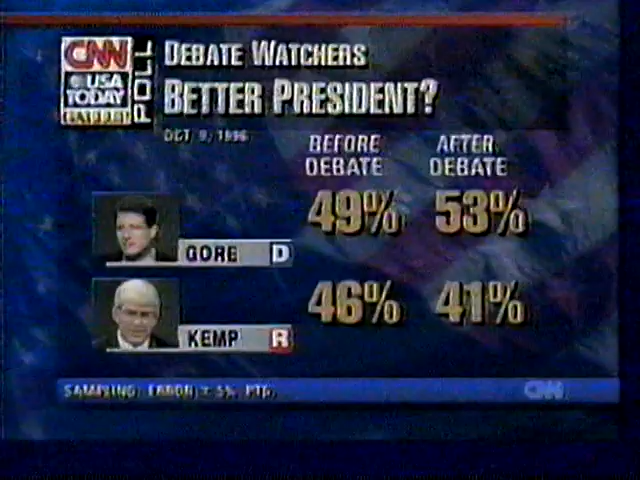 CNN
USA
TODAY
GALLUP
POLL
DEBATE WATCHERS
BETTER PRESIDENT?
OCT 9, 1996
BEFORE DEBATE
AFTER DEBATE
GORE D
49% 53%
KEMP R
46% 41%
SAMPLING ERROR: ± 5% PTS.
CNN